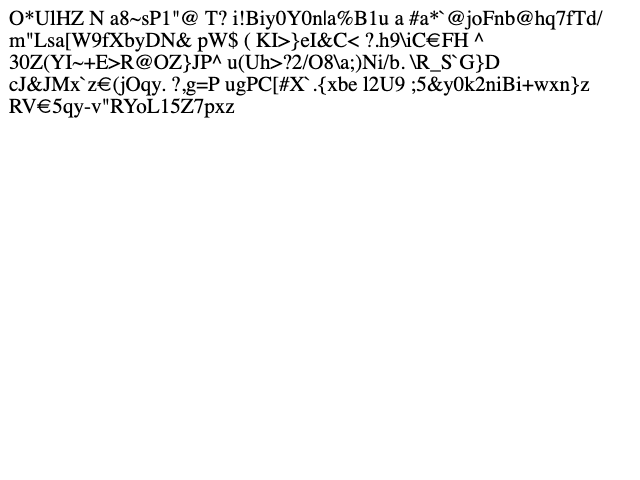 O*UlHZ N a8~sP1"@ T? i!Biy0Y0n|a%B1u a #a*`@joFnb@hq7fTd/
m"Lsa[W9fXbyDN& pW$ ( KI>}eI&C< ?.h9\iC€FH ^
30Z(YI~+E>R@OZ}JP^ u(Uh>?2/O8\a;)Ni/b. \R_S`G}D
cJ&JMx`z€(jOqy. ?,g=P ugPC[#X`.{xbe l2U9 ;5&y0k2niBi+wxn}z
RV€5qy-v"RYoL15Z7pxz